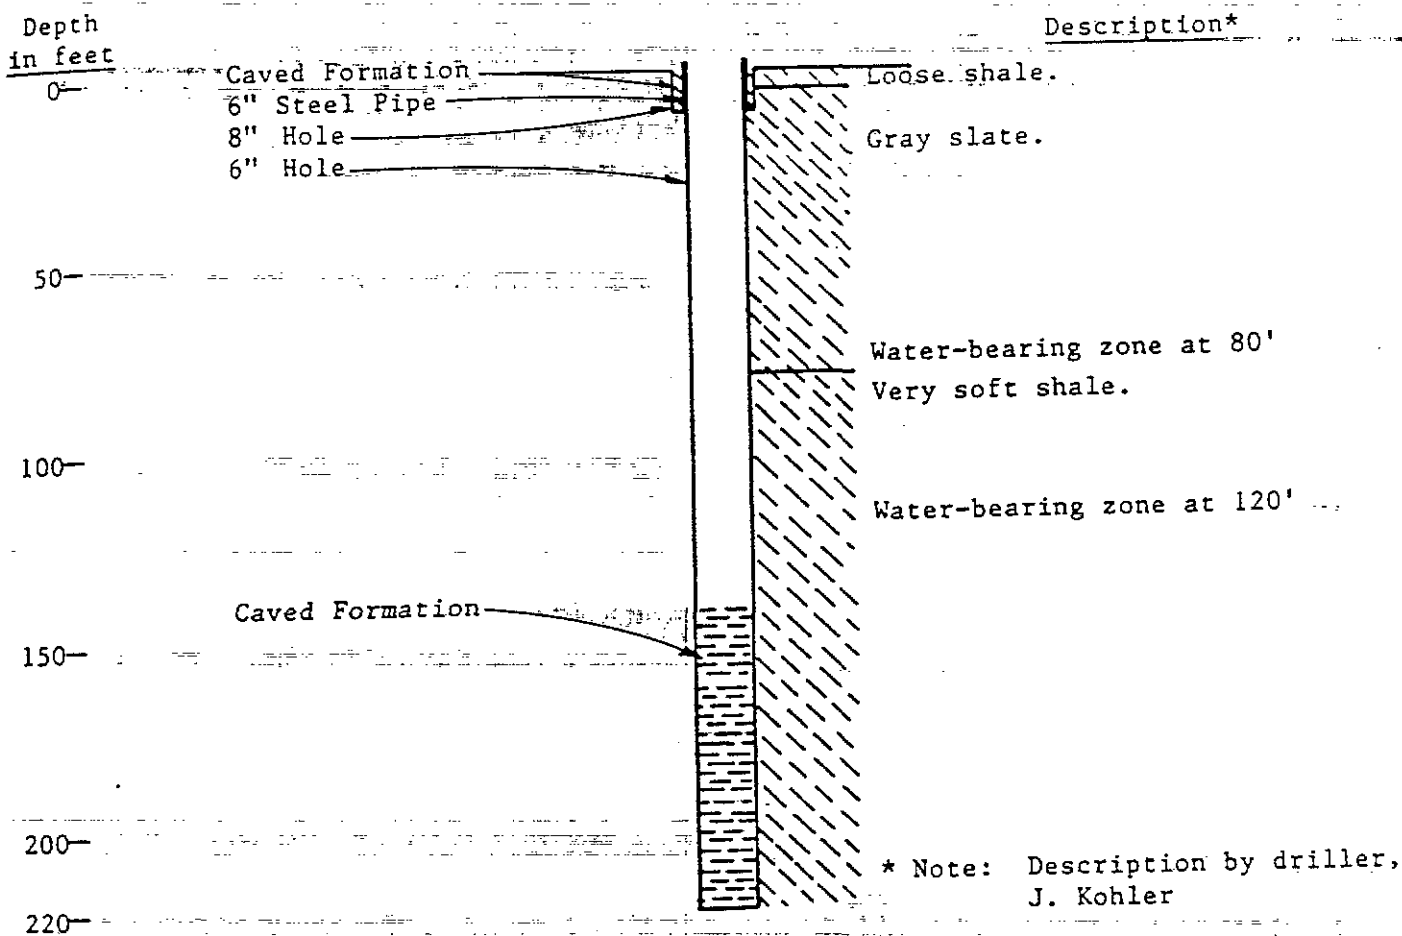 Depth
in feet
Description*
0
Caved Formation
6" Steel Pipe
8" Hole
6" Hole
Loose shale.
Gray slate.
50
Water-bearing zone at 80'
Very soft shale.
100
Water-bearing zone at 120'
Caved Formation
150
200
* Note: Description by driller,
J. Kohler
220